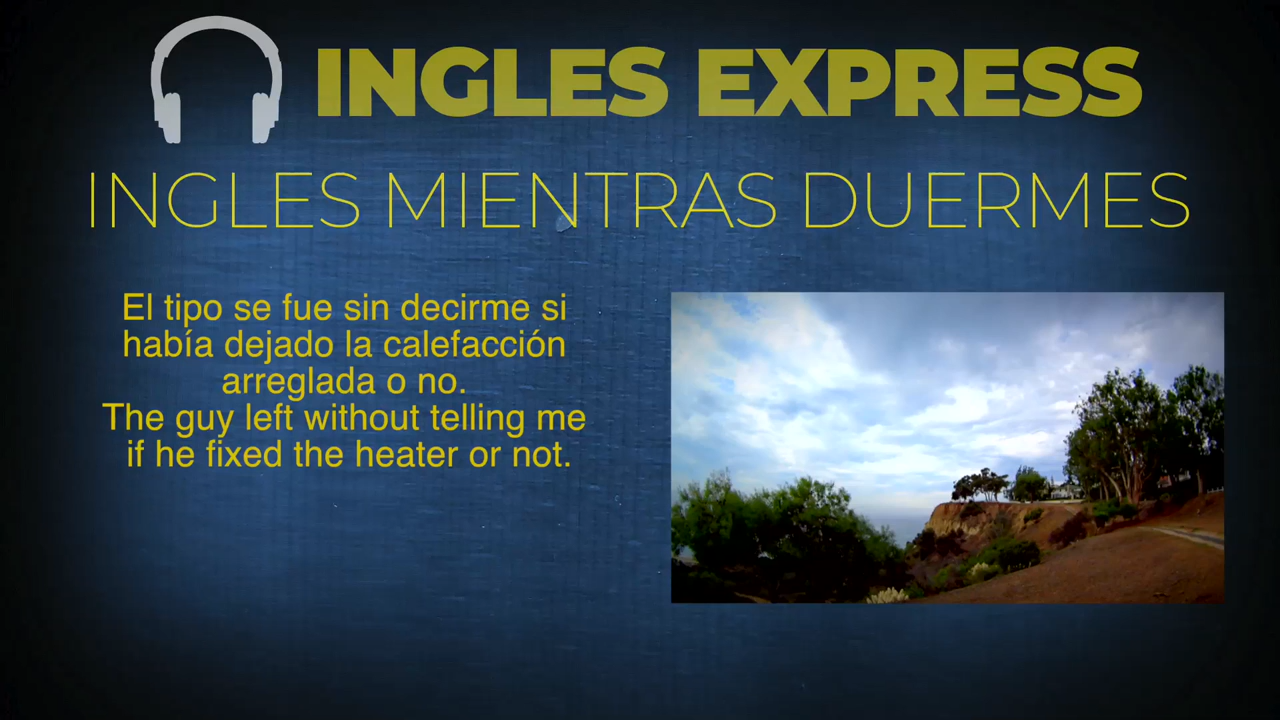 INGLES EXPRESS
INGLES MIENTRAS DUERMES
El tipo se fue sin decirme si
había dejado la calefacción
arreglada o no.
The guy left without telling me
if he fixed the heater or not.